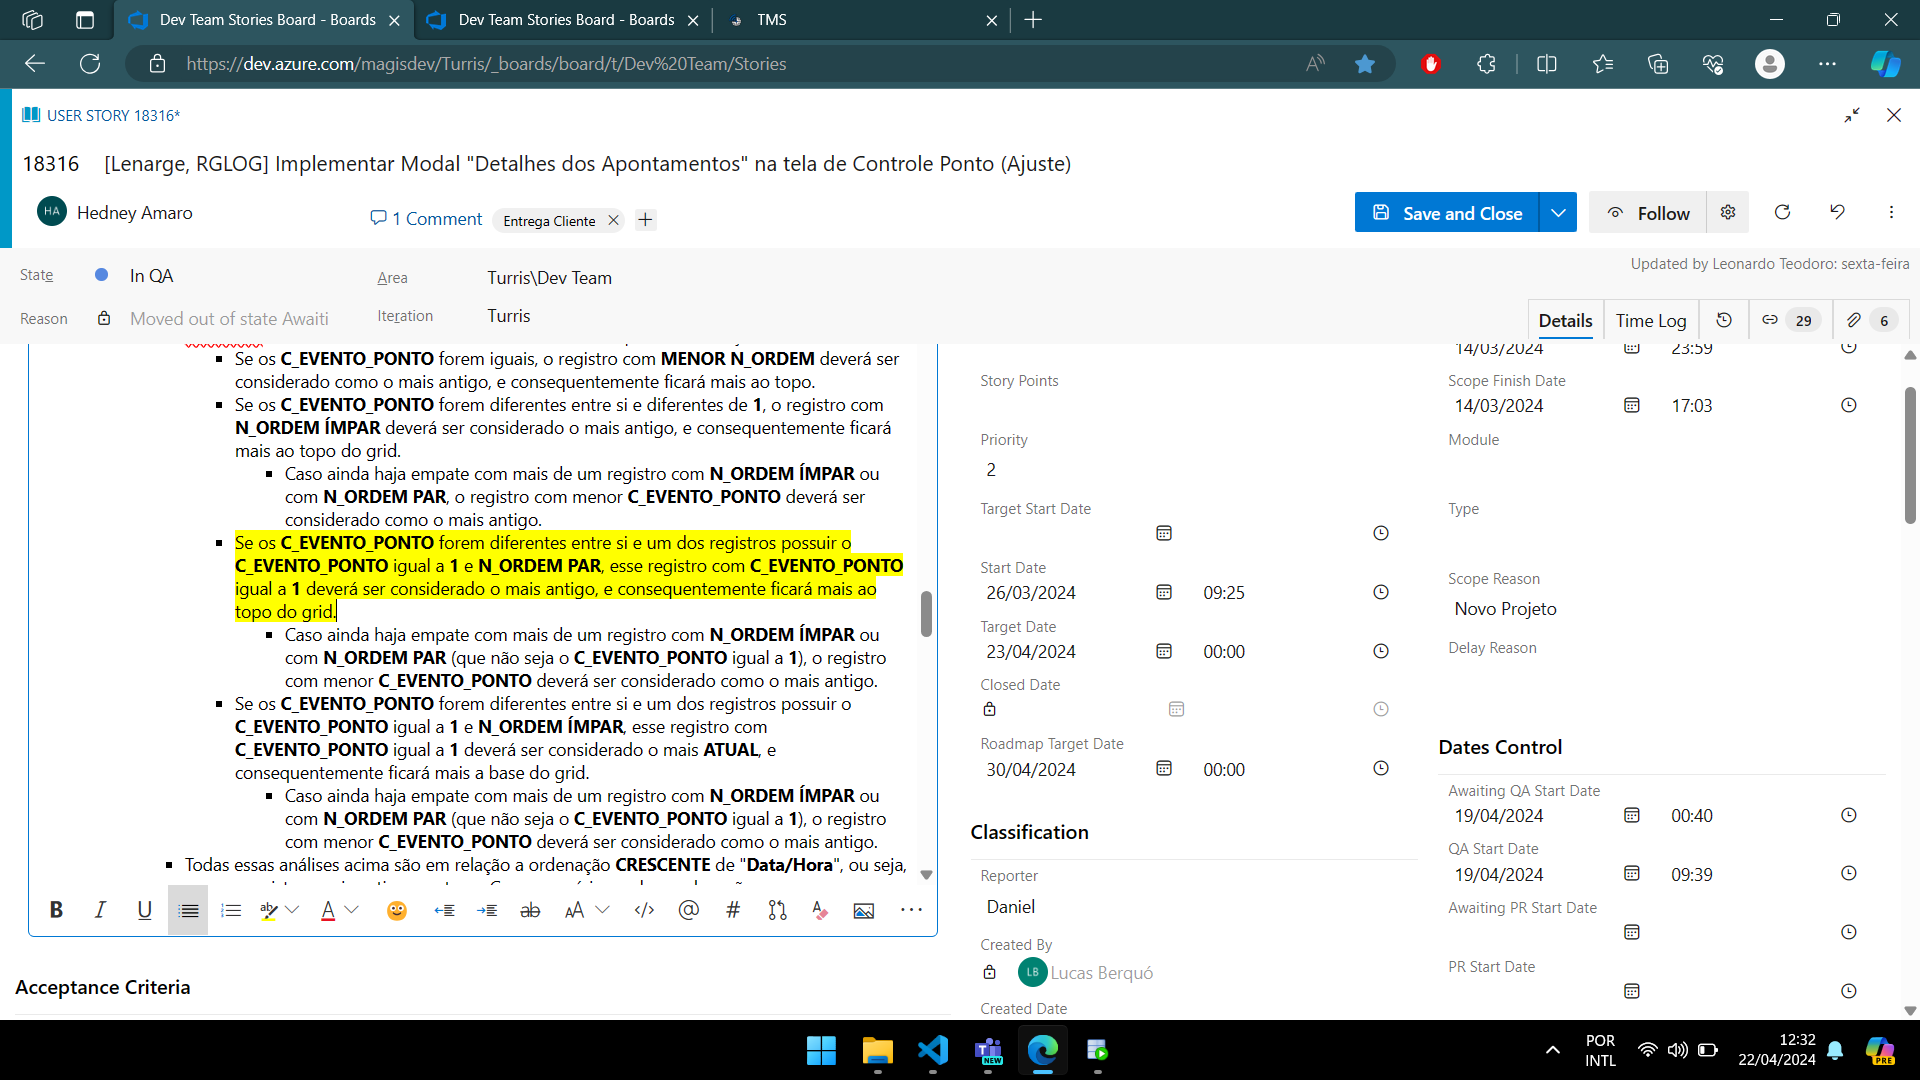 Dev Team Stories Board - Boards
Dev Team Stories Board - Boards
TMS
https://dev.azure.com/magisdev/Turris/_boards/board/t/Dev%20Team/Stories
USER STORY 18316*
18316 [Lenarge, RGLOG] Implementar Modal "Detalhes dos Apontamentos" na tela de Controle Ponto (Ajuste)
HA Hedney Amaro
1 Comment
Entrega Cliente
Save and Close
Follow
State In QA
Area Turris\Dev Team
Updated by Leonardo Teodoro: sexta-feira
Reason Moved out of state Awaiti
Iteration Turris
Details
Time Log
29
6
Se os C_EVENTO_PONTO forem iguais, o registro com MENOR N_ORDEM deverá ser
considerado como o mais antigo, e consequentemente ficará mais ao topo.
Se os C_EVENTO_PONTO forem diferentes entre si e diferentes de 1, o registro com
N_ORDEM ÍMPAR deverá ser considerado o mais antigo, e consequentemente ficará
mais ao topo do grid.
Caso ainda haja empate com mais de um registro com N_ORDEM ÍMPAR ou
com N_ORDEM PAR, o registro com menor C_EVENTO_PONTO deverá ser
considerado como o mais antigo.
Se os C_EVENTO_PONTO forem diferentes entre si e um dos registros possuir o
C_EVENTO_PONTO igual a 1 e N_ORDEM PAR, esse registro com C_EVENTO_PONTO
igual a 1 deverá ser considerado o mais antigo, e consequentemente ficará mais ao
topo do grid.
Caso ainda haja empate com mais de um registro com N_ORDEM ÍMPAR ou
com N_ORDEM PAR (que não seja o C_EVENTO_PONTO igual a 1), o registro
com menor C_EVENTO_PONTO deverá ser considerado como o mais antigo.
Se os C_EVENTO_PONTO forem diferentes entre si e um dos registros possuir o
C_EVENTO_PONTO igual a 1 e N_ORDEM ÍMPAR, esse registro com
C_EVENTO_PONTO igual a 1 deverá ser considerado o mais ATUAL, e
consequentemente ficará mais a base do grid.
Caso ainda haja empate com mais de um registro com N_ORDEM ÍMPAR ou
com N_ORDEM PAR (que não seja o C_EVENTO_PONTO igual a 1), o registro
com menor C_EVENTO_PONTO deverá ser considerado como o mais antigo.
Todas essas análises acima são em relação a ordenação CRESCENTE de "Data/Hora", ou seja,
Acceptance Criteria
Story Points
Priority
2
Target Start Date
Start Date
26/03/2024 09:25
Target Date
23/04/2024 00:00
Closed Date
Roadmap Target Date
30/04/2024 00:00
Classification
Reporter
Daniel
Created By
LB Lucas Berquó
Created Date
14/03/2024 23:59
Scope Finish Date
14/03/2024 17:03
Module
Type
Scope Reason
Novo Projeto
Delay Reason
Dates Control
Awaiting QA Start Date
19/04/2024 00:40
QA Start Date
19/04/2024 09:39
Awaiting PR Start Date
PR Start Date
NEW
POR
INTL
12:32
22/04/2024
PRE